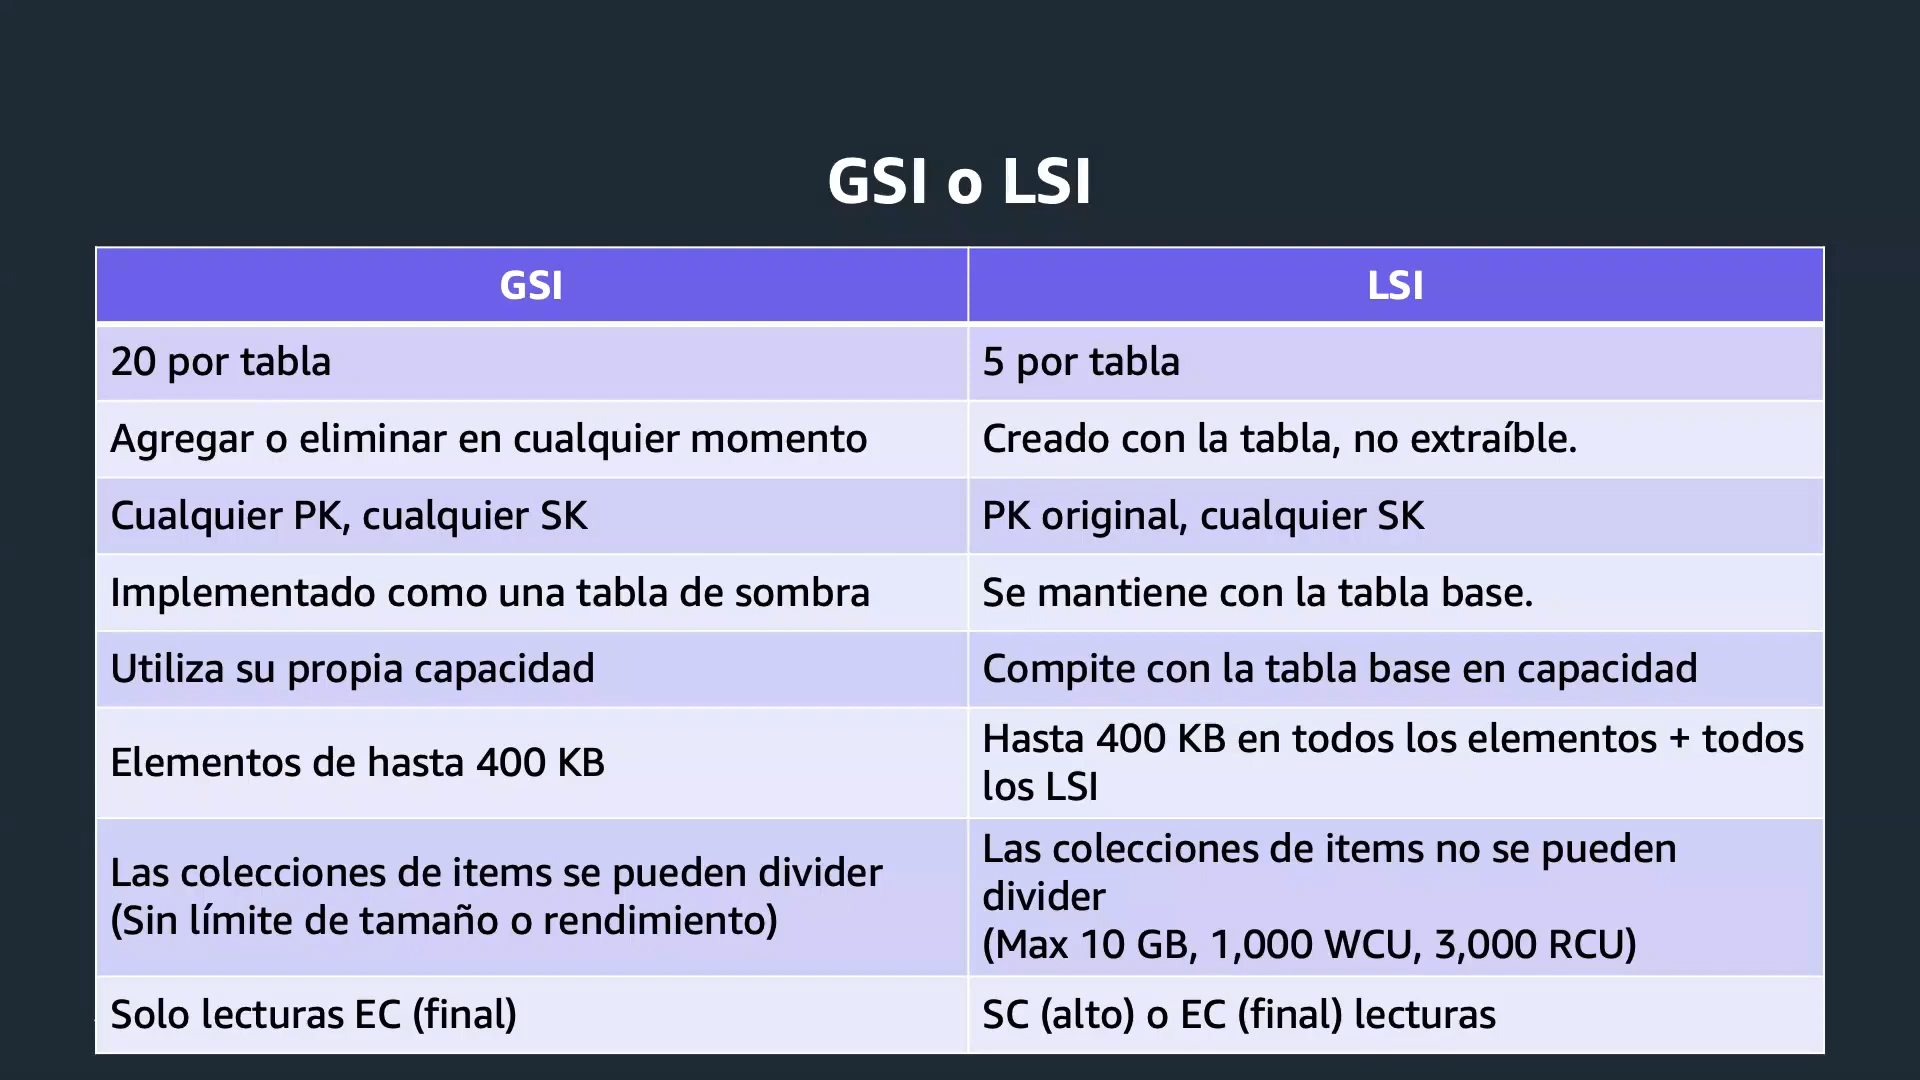 GSI o LSI
GSI
LSI
20 por tabla
5 por tabla
Agregar o eliminar en cualquier momento
Creado con la tabla, no extraíble.
Cualquier PK, cualquier SK
PK original, cualquier SK
Implementado como una tabla de sombra
Se mantiene con la tabla base.
Utiliza su propia capacidad
Compite con la tabla base en capacidad
Elementos de hasta 400 KB
Hasta 400 KB en todos los elementos + todos
los LSI
Las colecciones de items se pueden divider
(Sin límite de tamaño o rendimiento)
Las colecciones de items no se pueden
divider
(Max 10 GB, 1,000 WCU, 3,000 RCU)
Solo lecturas EC (final)
SC (alto) o EC (final) lecturas